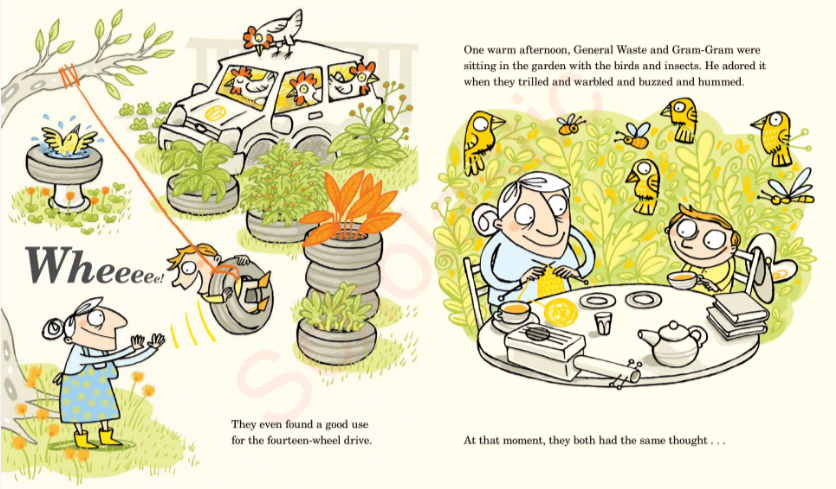 Wheeeee!
They even found a good use
for the fourteen-wheel drive.
One warm afternoon, General Waste and Gram-Gram were
sitting in the garden with the birds and insects. He adored it
when they trilled and warbled and buzzed and hummed.
At that moment, they both had the same thought . . .